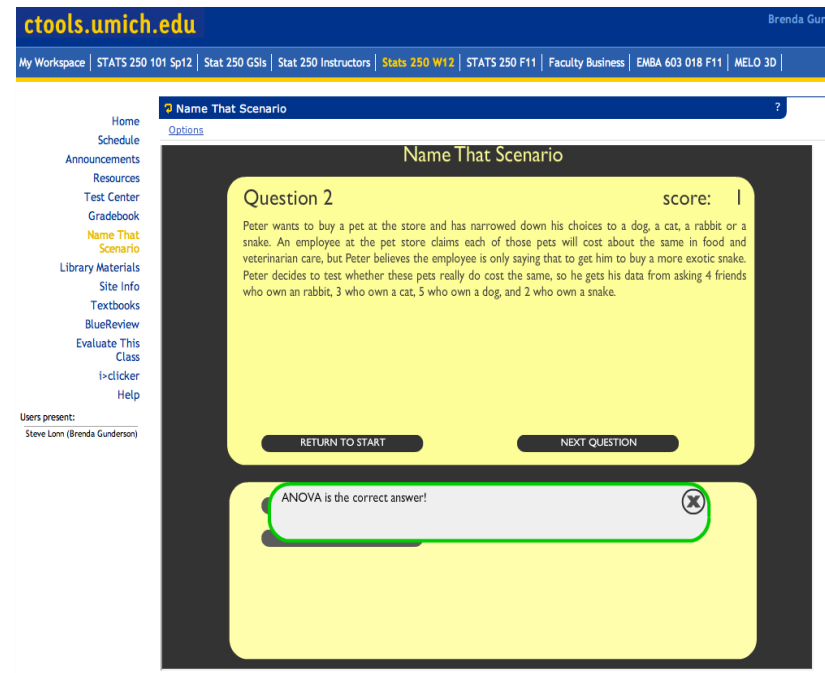 ctools.umich.edu
Brenda Gun
My Workspace | STATS 250 101 Sp12 | Stat 250 GSIs | Stat 250 Instructors | Stats 250 W12 | STATS 250 F11 | Faculty Business | EMBA 603 018 F11 | MELO 3D |
Home
Schedule
Announcements
Resources
Test Center
Gradebook
Name That
Scenario
Library Materials
Site Info
Textbooks
BlueReview
Evaluate This
Class
i>clicker
Help
Users present:
Steve Lonn (Brenda Gunderson)
Name That Scenario
?
Options
Name That Scenario
Question 2
score: 1
Peter wants to buy a pet at the store and has narrowed down his choices to a dog, a cat, a rabbit or a
snake. An employee at the pet store claims each of those pets will cost about the same in food and
veterinarian care, but Peter believes the employee is only saying that to get him to buy a more exotic snake.
Peter decides to test whether these pets really do cost the same, so he gets his data from asking 4 friends
who own an rabbit, 3 who own a cat, 5 who own a dog, and 2 who own a snake.
RETURN TO START
NEXT QUESTION
ANOVA is the correct answer!
X